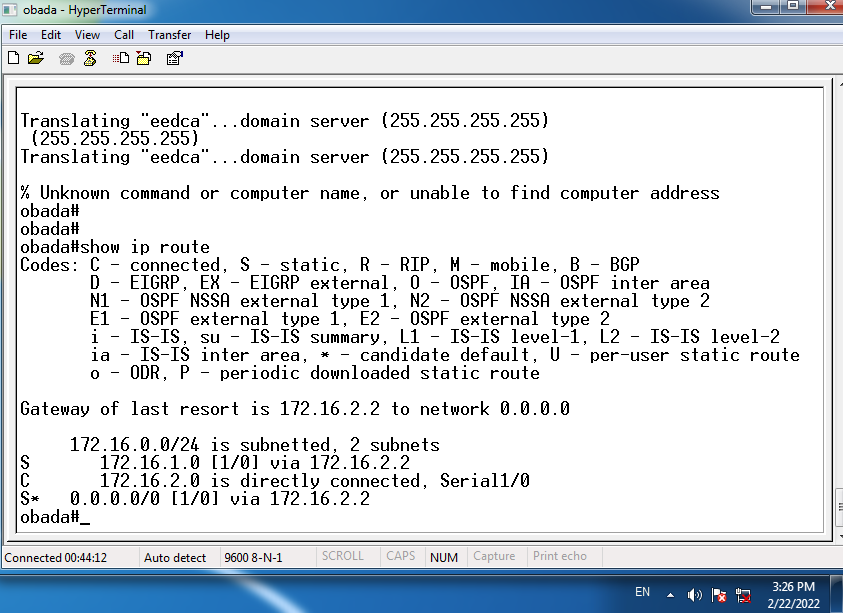 obada - HyperTerminal
File Edit View Call Transfer Help
Translating "eedca"...domain server (255.255.255.255)
(255.255.255.255)
Translating "eedca"...domain server (255.255.255.255)
% Unknown command or computer name, or unable to find computer address
obada#
obada#
obada#show ip route
Codes: C - connected, S - static, R - RIP, M - mobile, B - BGP
D - EIGRP, EX - EIGRP external, O - OSPF, IA - OSPF inter area
N1 - OSPF NSSA external type 1, N2 - OSPF NSSA external type 2
E1 - OSPF external type 1, E2 - OSPF external type 2
i - IS-IS, su - IS-IS summary, L1 - IS-IS level-1, L2 - IS-IS level-2
ia - IS-IS inter area, * - candidate default, U - per-user static route
o - ODR, P - periodic downloaded static route
Gateway of last resort is 172.16.2.2 to network 0.0.0.0
172.16.0.0/24 is subnetted, 2 subnets
S 172.16.1.0 [1/0] via 172.16.2.2
C 172.16.2.0 is directly connected, Serial1/0
S* 0.0.0.0/0 [1/0] via 172.16.2.2
obada#_
Connected 00:44:12 Auto detect 9600 8-N-1 SCROLL CAPS NUM Capture Print echo
EN 3:26 PM
2/22/2022